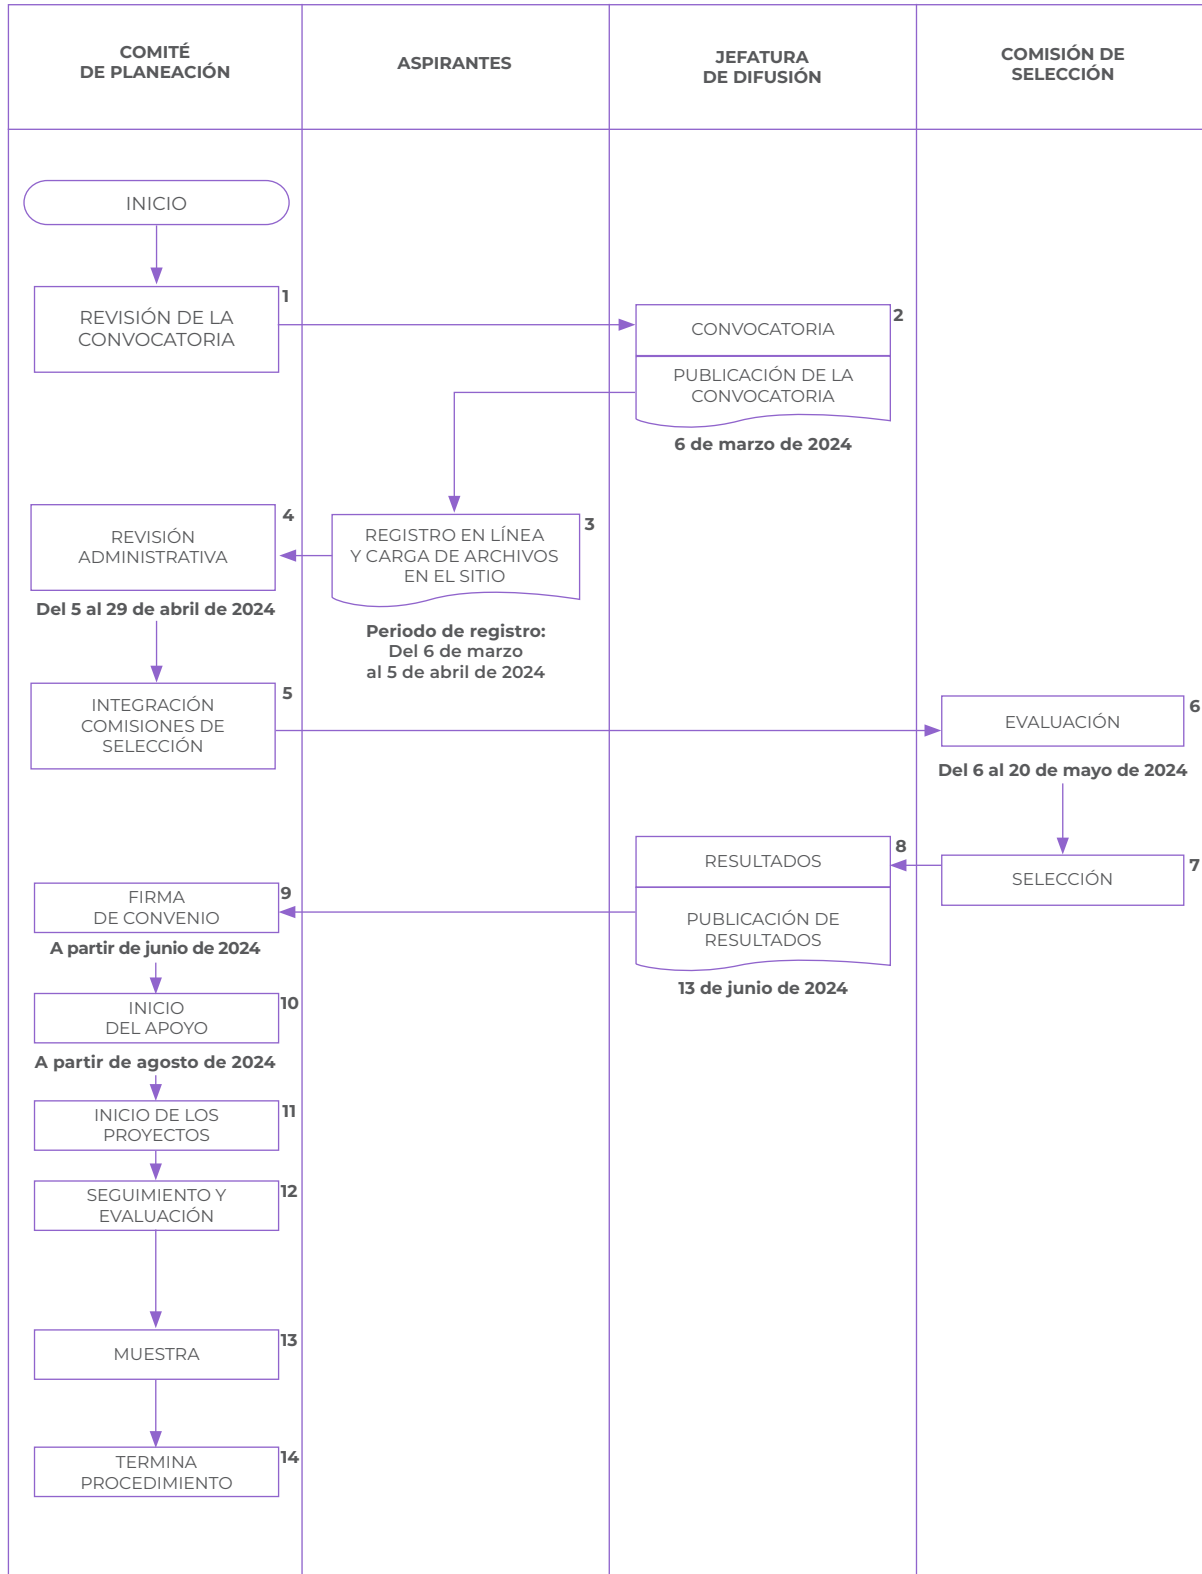 COMITÉ
DE PLANEACIÓN
ASPIRANTES
JEFATURA
DE DIFUSIÓN
COMISIÓN DE
SELECCIÓN
INICIO
1
REVISIÓN DE LA
CONVOCATORIA
2
CONVOCATORIA
PUBLICACIÓN DE LA
CONVOCATORIA
6 de marzo de 2024
3
REGISTRO EN LÍNEA
Y CARGA DE ARCHIVOS
EN EL SITIO
Periodo de registro:
Del 6 de marzo
al 5 de abril de 2024
4
REVISIÓN
ADMINISTRATIVA
Del 5 al 29 de abril de 2024
5
INTEGRACIÓN
COMISIONES DE
SELECCIÓN
6
EVALUACIÓN
Del 6 al 20 de mayo de 2024
7
SELECCIÓN
8
RESULTADOS
PUBLICACIÓN DE
RESULTADOS
13 de junio de 2024
9
FIRMA
DE CONVENIO
A partir de junio de 2024
10
INICIO
DEL APOYO
A partir de agosto de 2024
11
INICIO DE LOS
PROYECTOS
12
SEGUIMIENTO Y
EVALUACIÓN
13
MUESTRA
14
TERMINA
PROCEDIMIENTO